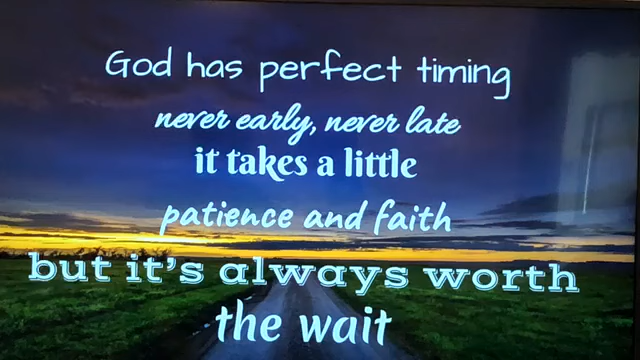 God has perfect timing
never early, never late
it takes a little
patience and faith
but it's always worth
the wait